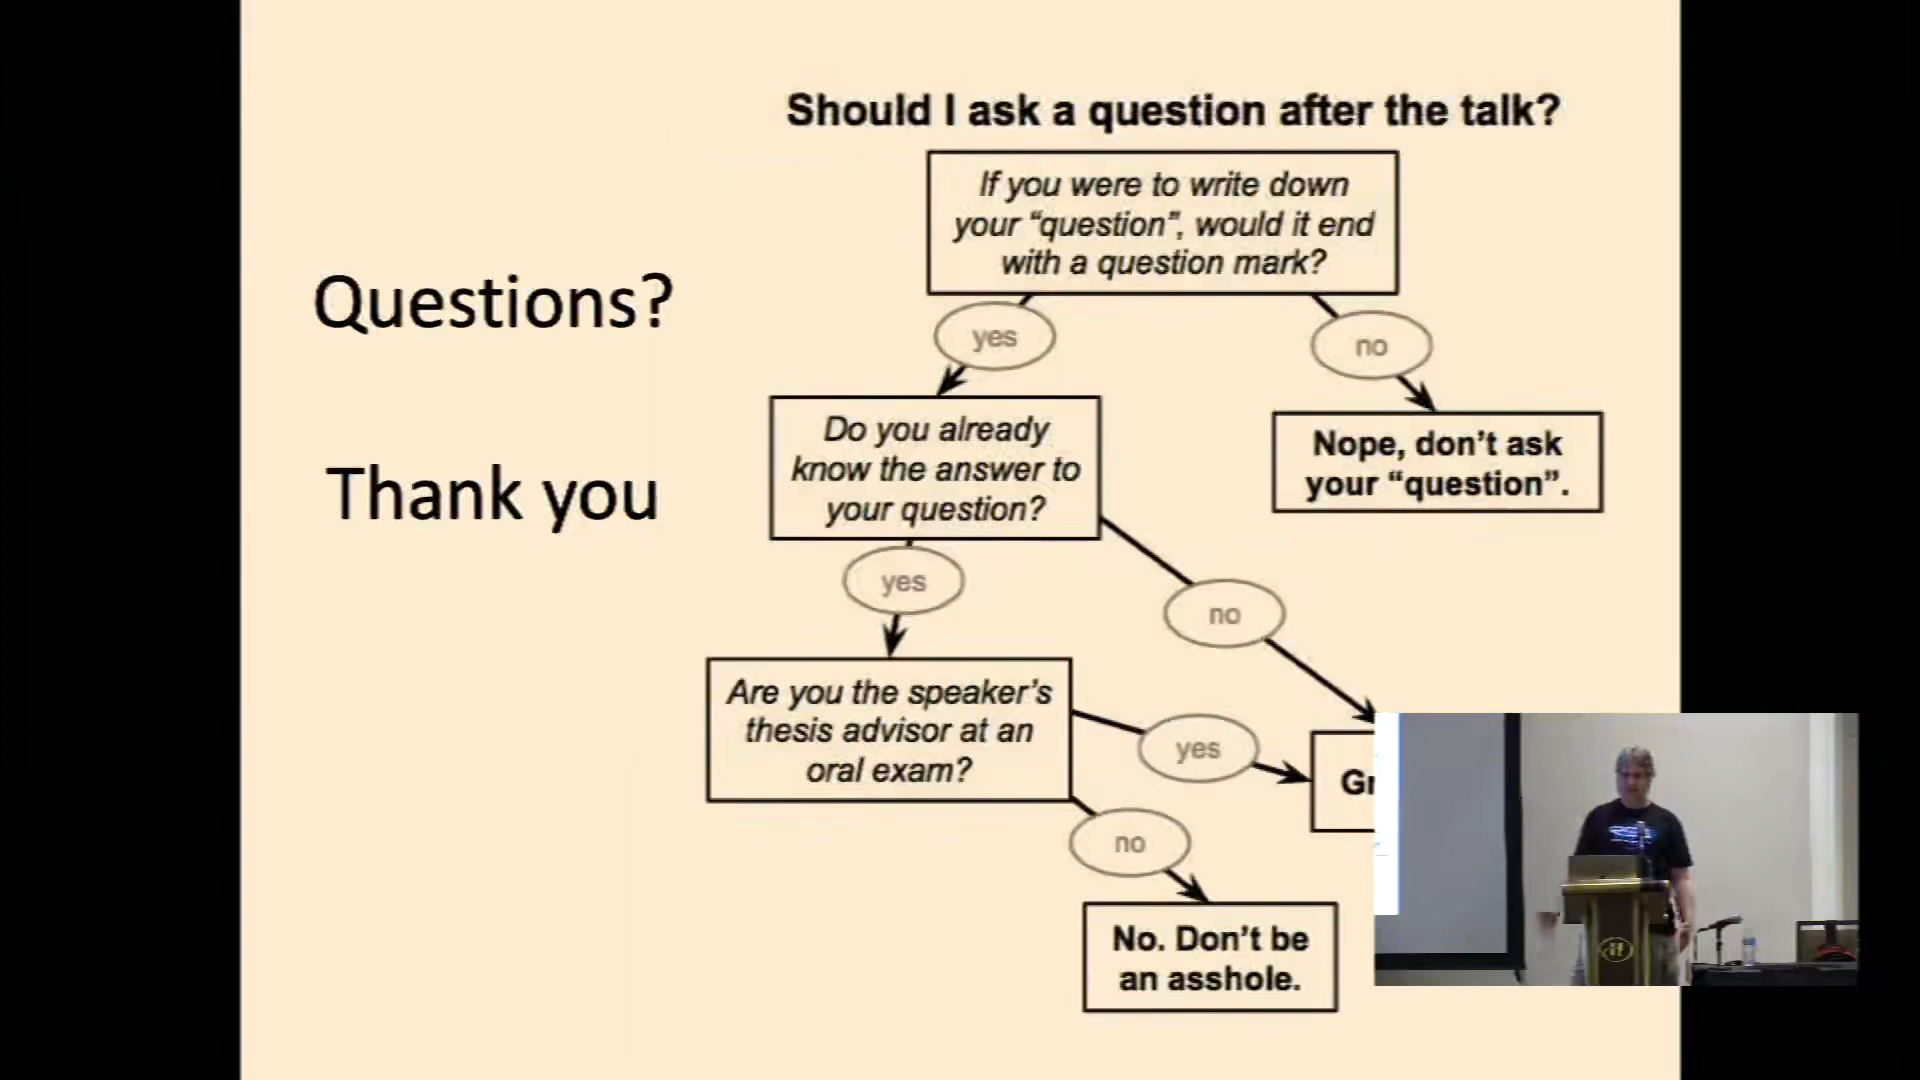 Should I ask a question after the talk?
If you were to write down
your “question”, would it end
with a question mark?
Questions?
yes
no
Do you already
know the answer to
your question?
Nope, don’t ask
your “question”.
Thank you
yes
no
Are you the speaker’s
thesis advisor at an
oral exam?
yes
no
No. Don’t be
an asshole.